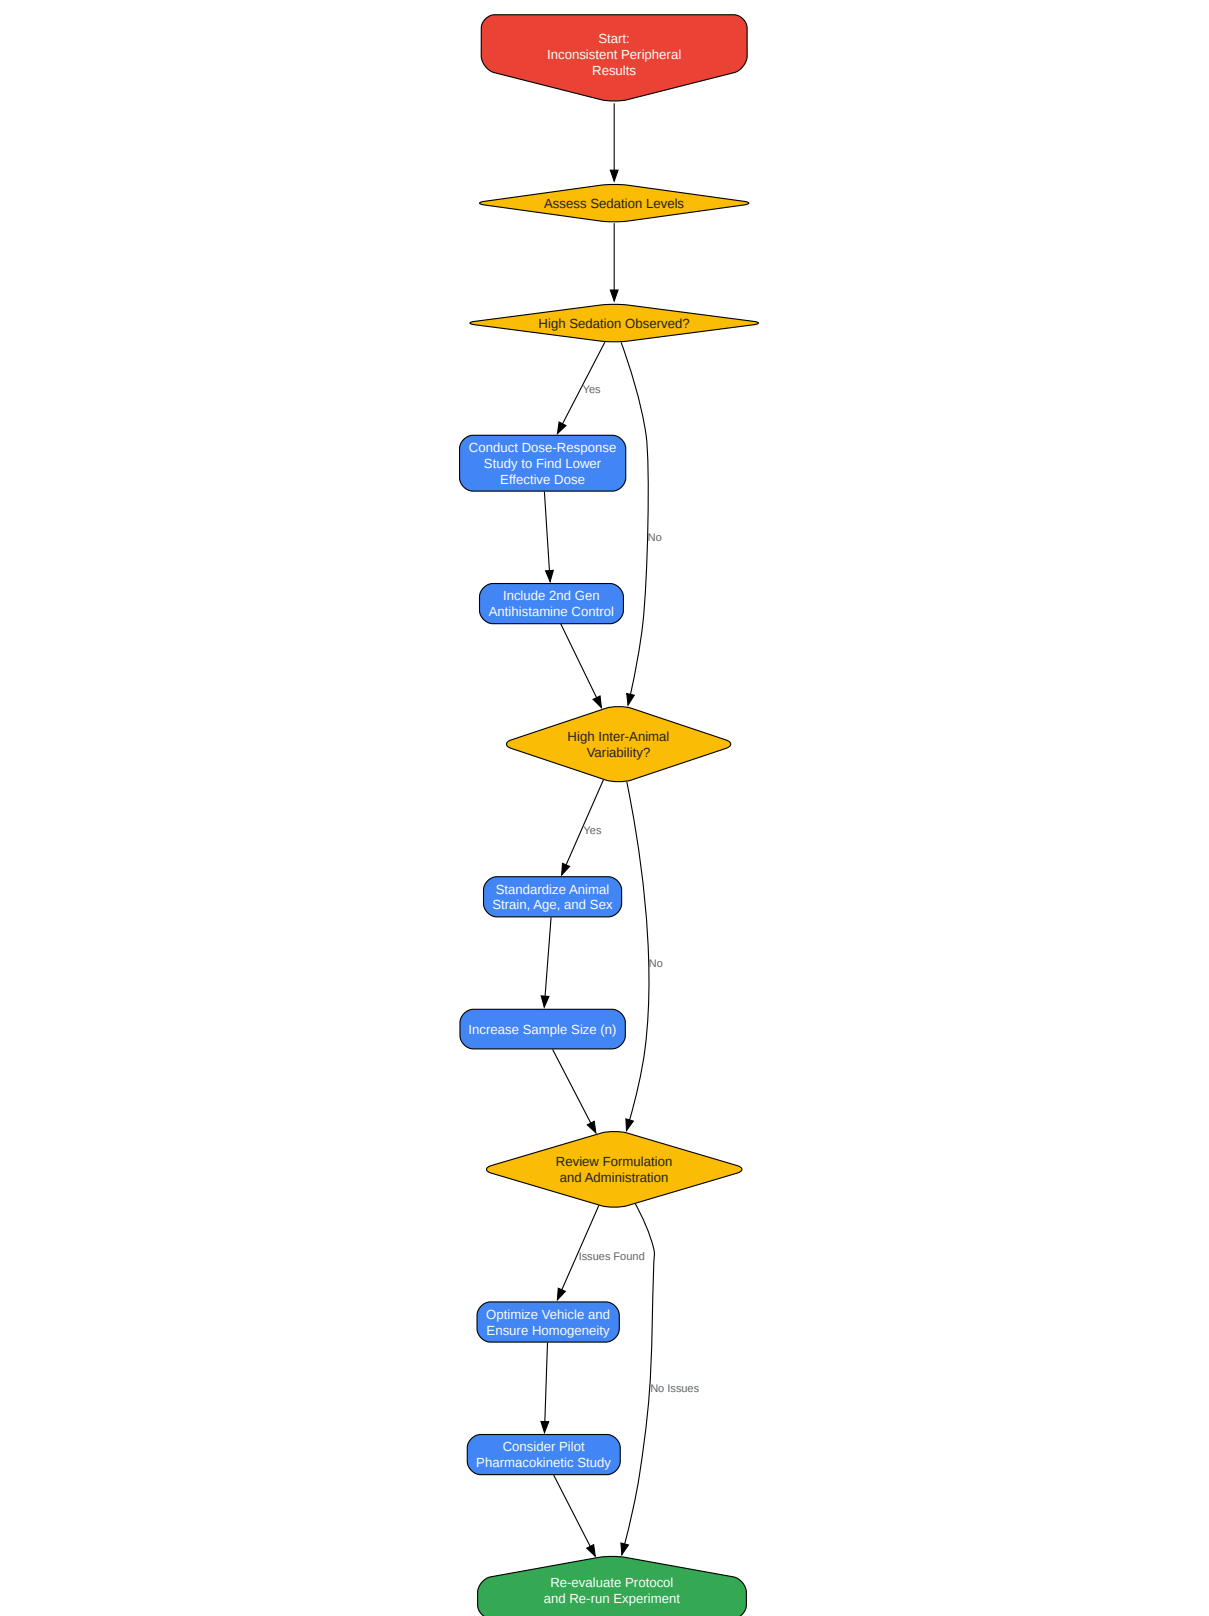 Start:
Inconsistent Peripheral
Results
Assess Sedation Levels
High Sedation Observed?
Yes
Conduct Dose-Response
Study to Find Lower
Effective Dose
No
Include 2nd Gen
Antihistamine Control
High Inter-Animal
Variability?
Yes
Standardize Animal
Strain, Age, and Sex
No
Increase Sample Size (n)
Review Formulation
and Administration
Issues Found
Optimize Vehicle and
Ensure Homogeneity
No Issues
Consider Pilot
Pharmacokinetic Study
Re-evaluate Protocol
and Re-run Experiment